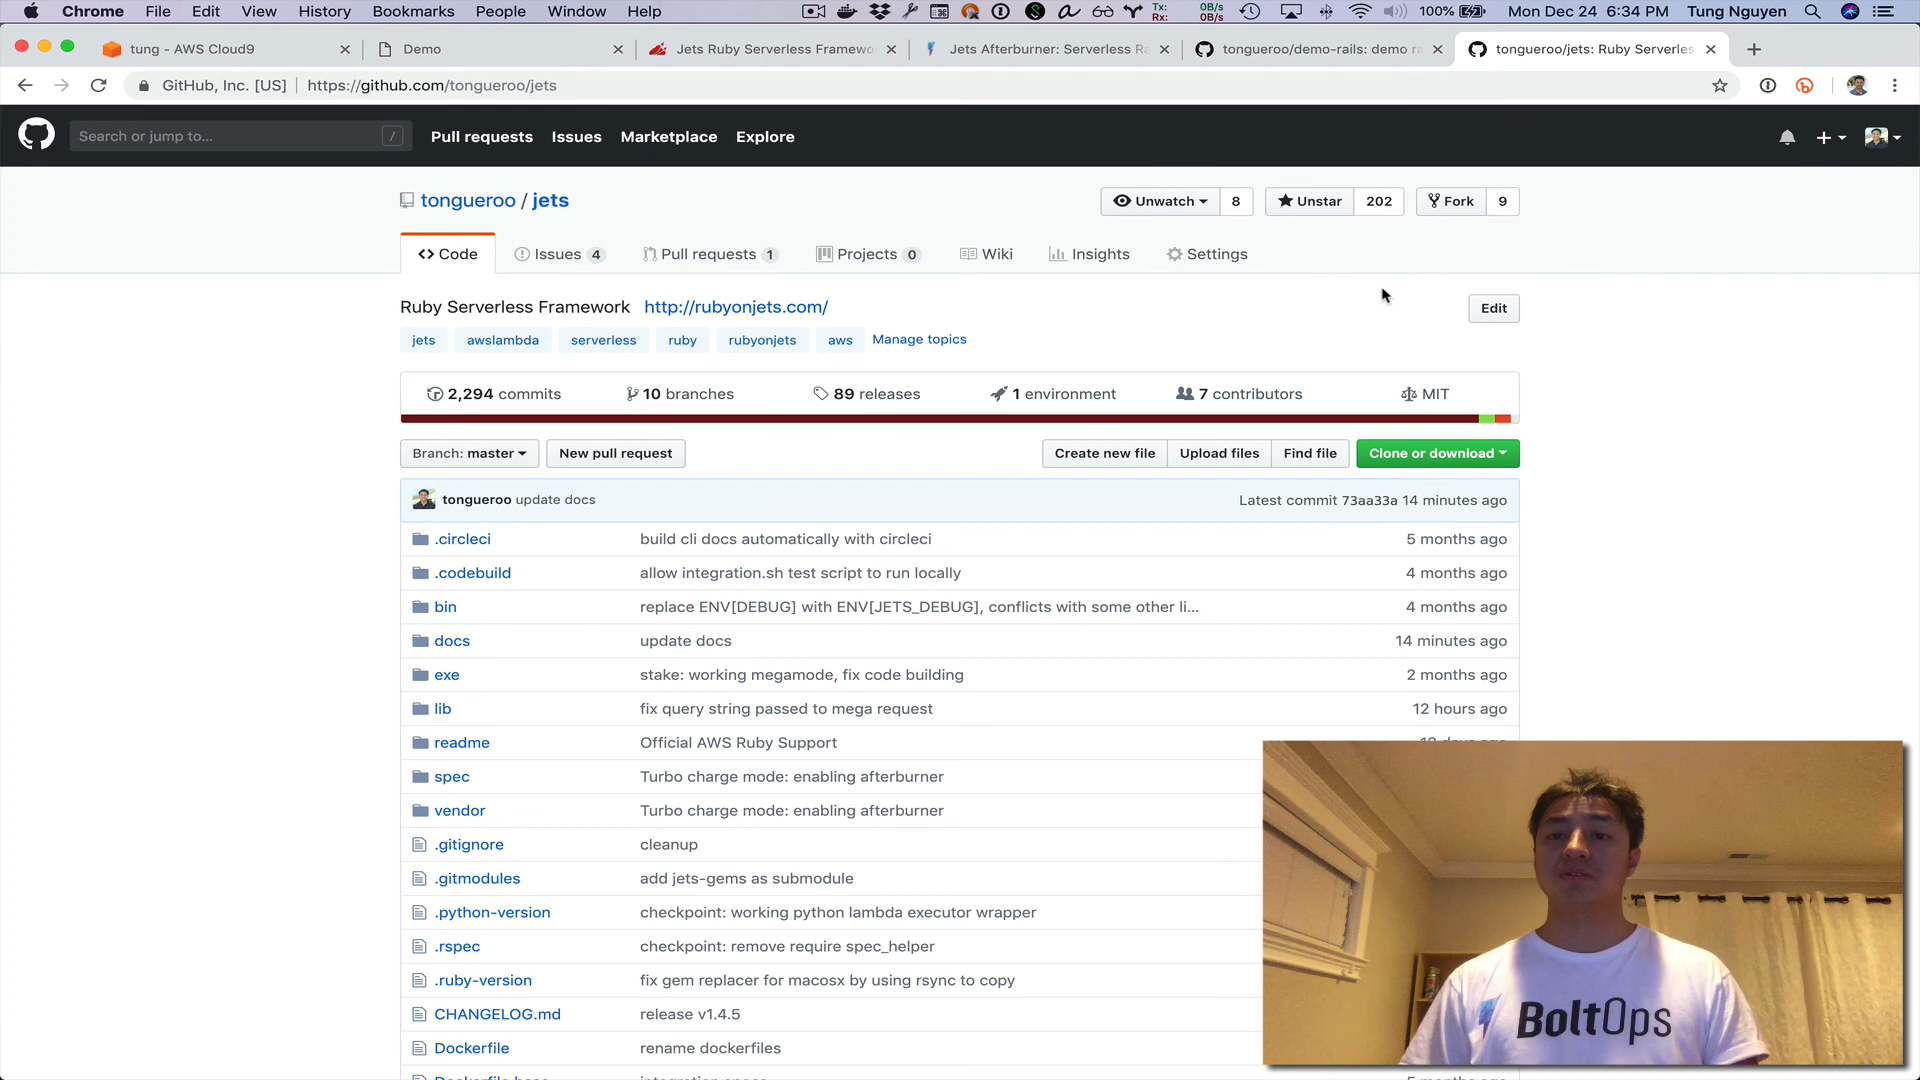 Chrome File Edit View History Bookmarks People Window Help Tx: Rx: 0B/s 0B/s 100% Mon Dec 24 6:34 PM Tung Nguyen
tung - AWS Cloud9 Demo Jets Ruby Serverless Framewo Jets Afterburner: Serverless Ra tongueroo/demo-rails: demo ra tongueroo/jets: Ruby Serverles
GitHub, Inc. [US] https://github.com/tongueroo/jets
Search or jump to... / Pull requests Issues Marketplace Explore
tongueroo / jets Unwatch 8 Unstar 202 Fork 9
Code Issues 4 Pull requests 1 Projects 0 Wiki Insights Settings
Ruby Serverless Framework http://rubyonjets.com/ Edit
jets awslambda serverless ruby rubyonjets aws Manage topics
2,294 commits 10 branches 89 releases 1 environment 7 contributors MIT
Branch: master New pull request Create new file Upload files Find file Clone or download
tongueroo update docs Latest commit 73aa33a 14 minutes ago
.circleci build cli docs automatically with circleci 5 months ago
.codebuild allow integration.sh test script to run locally 4 months ago
bin replace ENV[DEBUG] with ENV[JETS_DEBUG], conflicts with some other li... 4 months ago
docs update docs 14 minutes ago
exe stake: working megamode, fix code building 2 months ago
lib fix query string passed to mega request 12 hours ago
readme Official AWS Ruby Support
spec Turbo charge mode: enabling afterburner
vendor Turbo charge mode: enabling afterburner
.gitignore cleanup
.gitmodules add jets-gems as submodule
.python-version checkpoint: working python lambda executor wrapper
.rspec checkpoint: remove require spec_helper
.ruby-version fix gem replacer for macosx by using rsync to copy
CHANGELOG.md release v1.4.5
Dockerfile rename dockerfiles
BoltOps